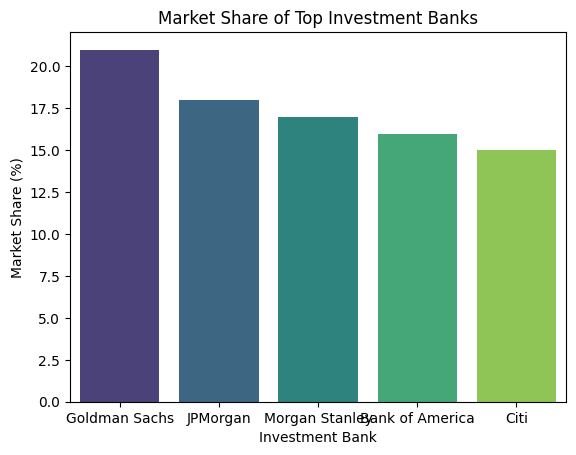 Market Share of Top Investment Banks
Market Share (%)
20.0
17.5
15.0
12.5
10.0
7.5
5.0
2.5
0.0
Goldman Sachs JPMorgan Morgan Stanley Bank of America Citi
Investment Bank